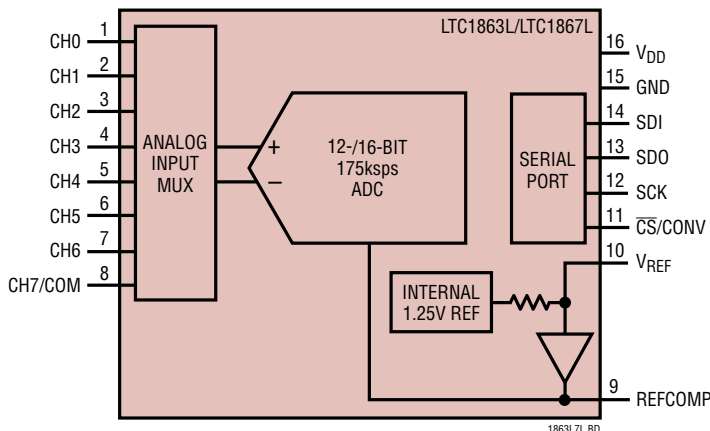 LTC1863L/LTC1867L
CH0 1
CH1 2
CH2 3
CH3 4
CH4 5
CH5 6
CH6 7
CH7/COM 8
ANALOG
INPUT
MUX
+
–
12-/16-BIT
175ksps
ADC
SERIAL
PORT
16 VDD
15 GND
14 SDI
13 SDO
12 SCK
11 C̅S̅/CONV
10 VREF
INTERNAL
1.25V REF
9 REFCOMP
1863L7L BD